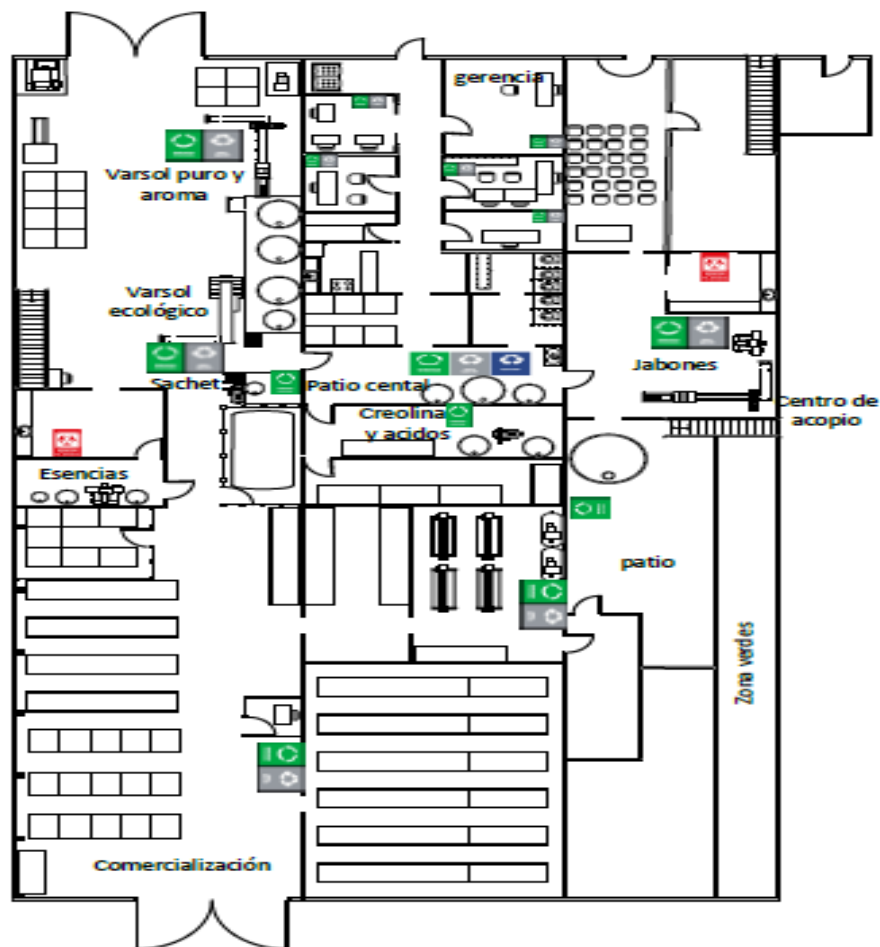 gerencia
Varsol puro y
aroma
Varsol
ecológico
Sachet
Patio cental
Jabones
Creolina
y acidos
Centro de
acopio
Esencias
patio
Zona verdes
Comercialización